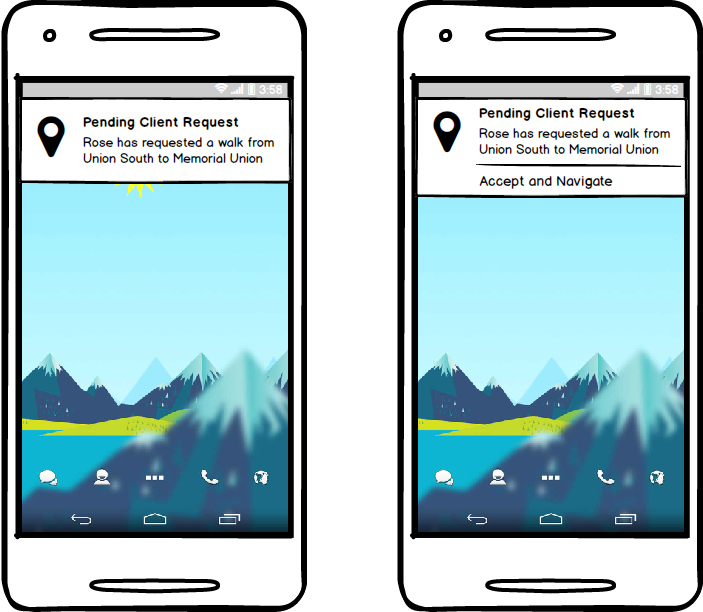 3:58
Pending Client Request
Rose has requested a walk from
Union South to Memorial Union
3:58
Pending Client Request
Rose has requested a walk from
Union South to Memorial Union
Accept and Navigate